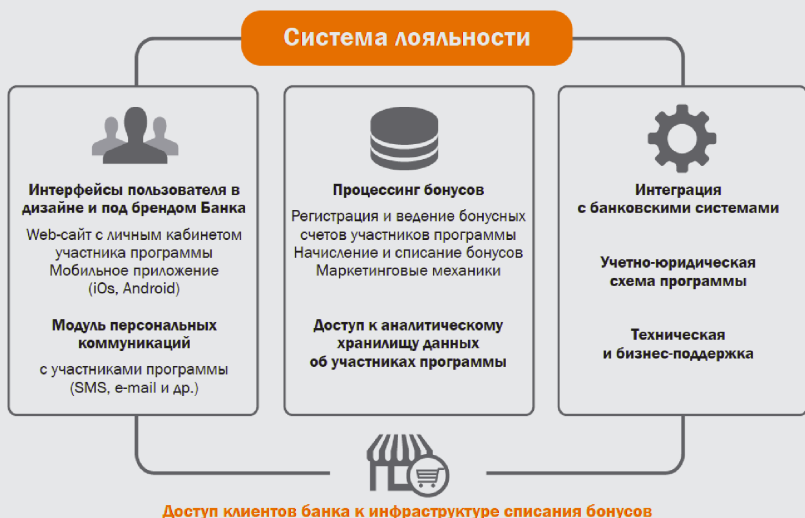 Система лояльности
Интерфейсы пользователя в
дизайне и под брендом Банка
Web-сайт с личным кабинетом
участника программы
Мобильное приложение
(iOs, Android)
Модуль персональных
коммуникаций
с участниками программы
(SMS, e-mail и др.)
Процессинг бонусов
Регистрация и ведение бонусных
счетов участников программы
Начисление и списание бонусов
Маркетинговые механики
Доступ к аналитическому
хранилищу данных
об участниках программы
Интеграция
с банковскими системами
Учетно-юридическая
схема программы
Техническая
и бизнес-поддержка
Доступ клиентов банка к инфраструктуре списания бонусов